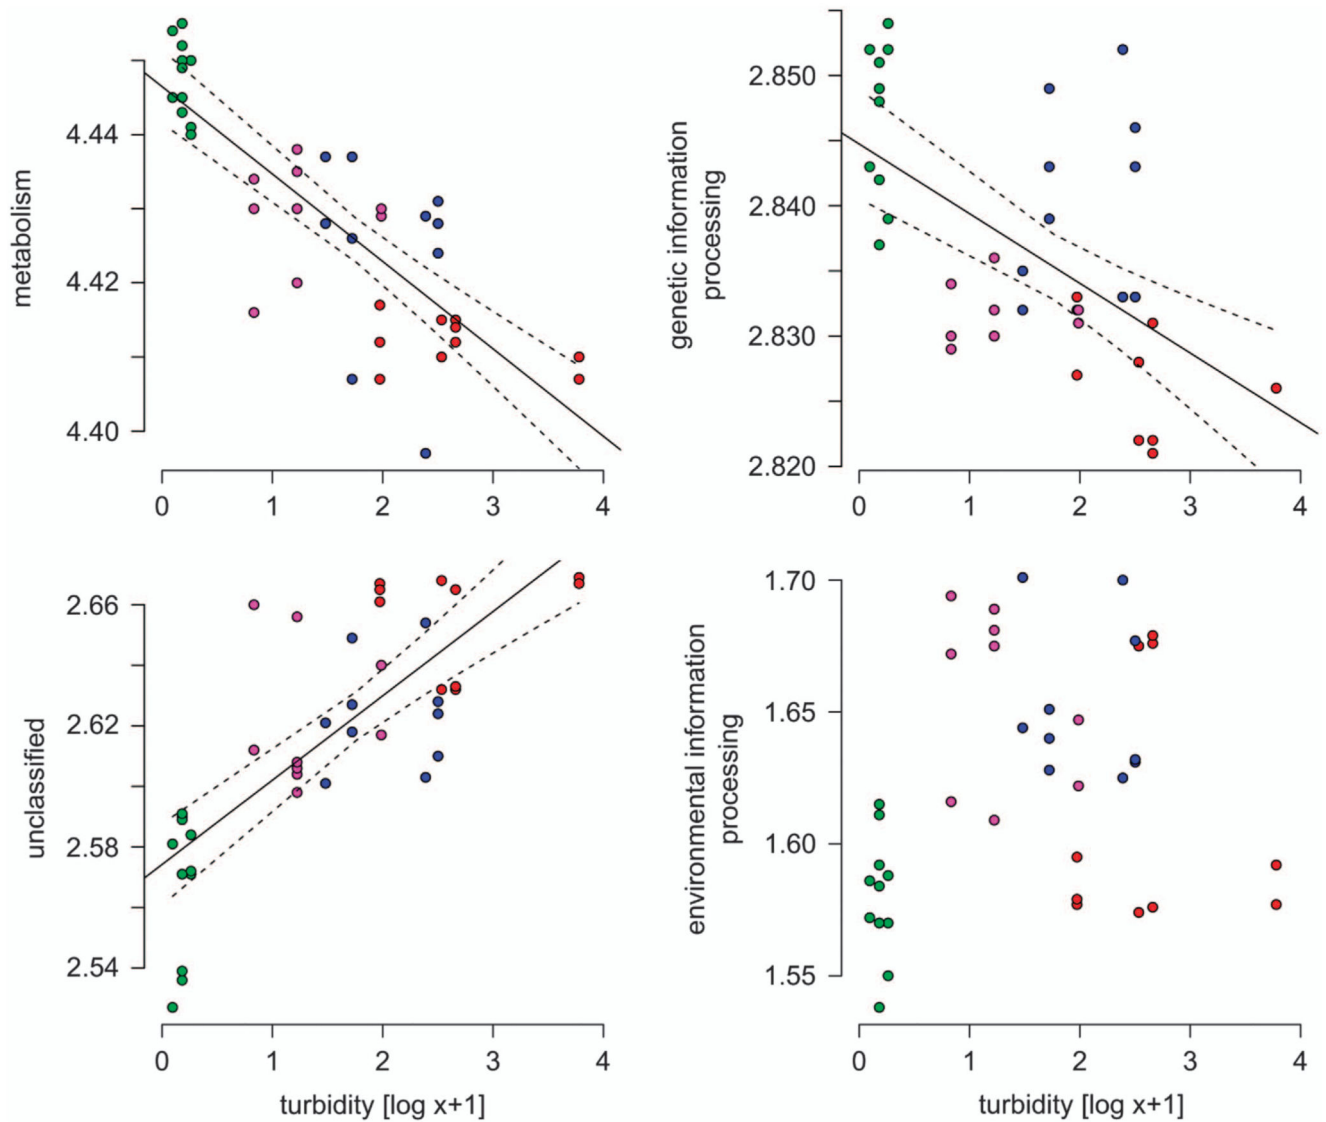 metabolism
4.44
4.42
4.40
0 1 2 3 4
genetic information
processing
2.850
2.840
2.830
2.820
0 1 2 3 4
unclassified
2.66
2.62
2.58
2.54
0 1 2 3 4
turbidity [log x+1]
environmental information
processing
1.70
1.65
1.60
1.55
0 1 2 3 4
turbidity [log x+1]